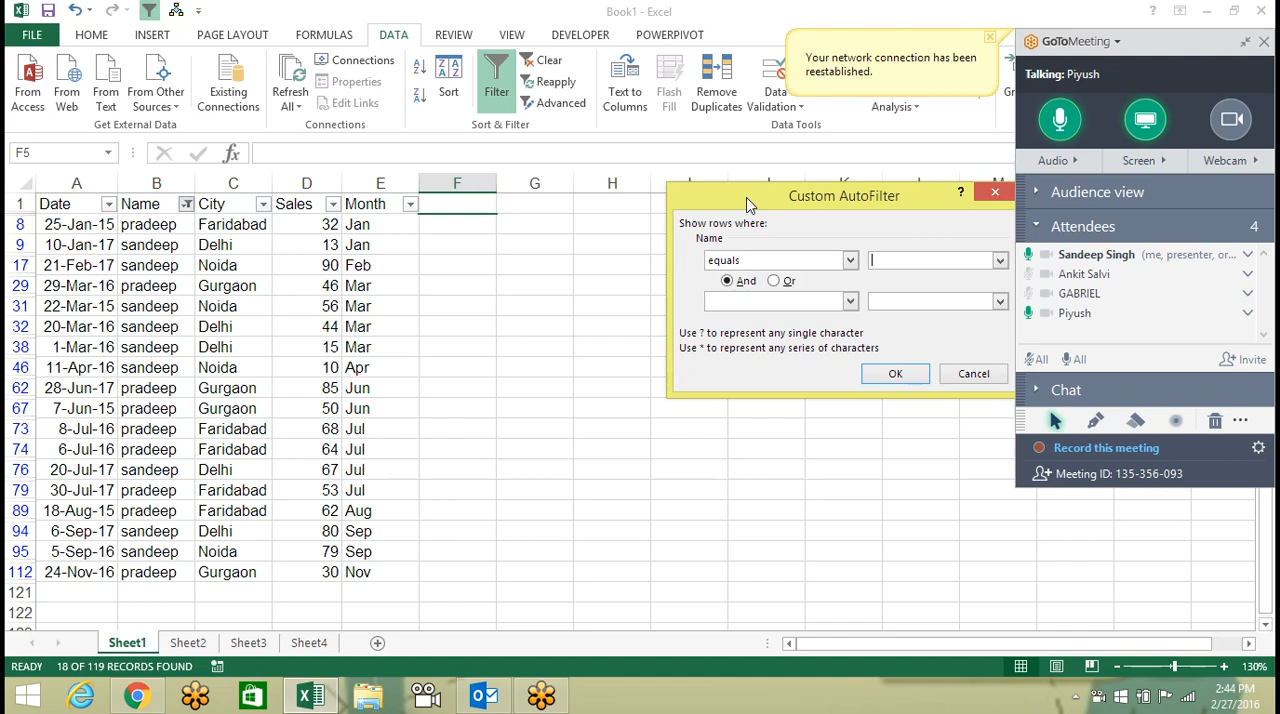 Book1 - Excel
FILE HOME INSERT PAGE LAYOUT FORMULAS DATA REVIEW VIEW DEVELOPER POWERPIVOT
From Access
From Web
From Text
From Other Sources
Get External Data
Existing Connections
Refresh All
Connections
Properties
Edit Links
Connections
Sort
Filter
Clear
Reapply
Advanced
Sort & Filter
Text to Columns
Flash Fill
Remove Duplicates
Data Validation
Data Tools
Analysis
Your network connection has been
reestablished.
F5
A B C D E F G H
1 Date Name City Sales Month
8 25-Jan-15 pradeep Faridabad 32 Jan
9 10-Jan-17 sandeep Delhi 13 Jan
17 21-Feb-17 sandeep Noida 90 Feb
29 29-Mar-16 pradeep Gurgaon 46 Mar
31 22-Mar-15 sandeep Noida 56 Mar
32 20-Mar-16 sandeep Delhi 44 Mar
38 1-Mar-16 sandeep Delhi 15 Mar
46 11-Apr-16 sandeep Noida 10 Apr
62 28-Jun-17 pradeep Gurgaon 85 Jun
67 7-Jun-15 pradeep Gurgaon 50 Jun
73 8-Jul-16 pradeep Faridabad 68 Jul
74 6-Jul-16 pradeep Faridabad 64 Jul
76 20-Jul-17 sandeep Delhi 67 Jul
79 30-Jul-17 pradeep Faridabad 53 Jul
89 18-Aug-15 pradeep Faridabad 62 Aug
94 6-Sep-17 sandeep Delhi 80 Sep
95 5-Sep-16 sandeep Noida 79 Sep
112 24-Nov-16 pradeep Gurgaon 30 Nov
121
122
Custom AutoFilter
Show rows where:
Name
equals
And Or
Use ? to represent any single character
Use * to represent any series of characters
OK Cancel
GoToMeeting
Talking: Piyush
Audio Screen Webcam
Audience view
Attendees 4
Sandeep Singh (me, presenter, or...
Ankit Salvi
GABRIEL
Piyush
All All Invite
Chat
Record this meeting
Meeting ID: 135-356-093
Sheet1 Sheet2 Sheet3 Sheet4
READY 18 OF 119 RECORDS FOUND 130%
2:44 PM
2/27/2016